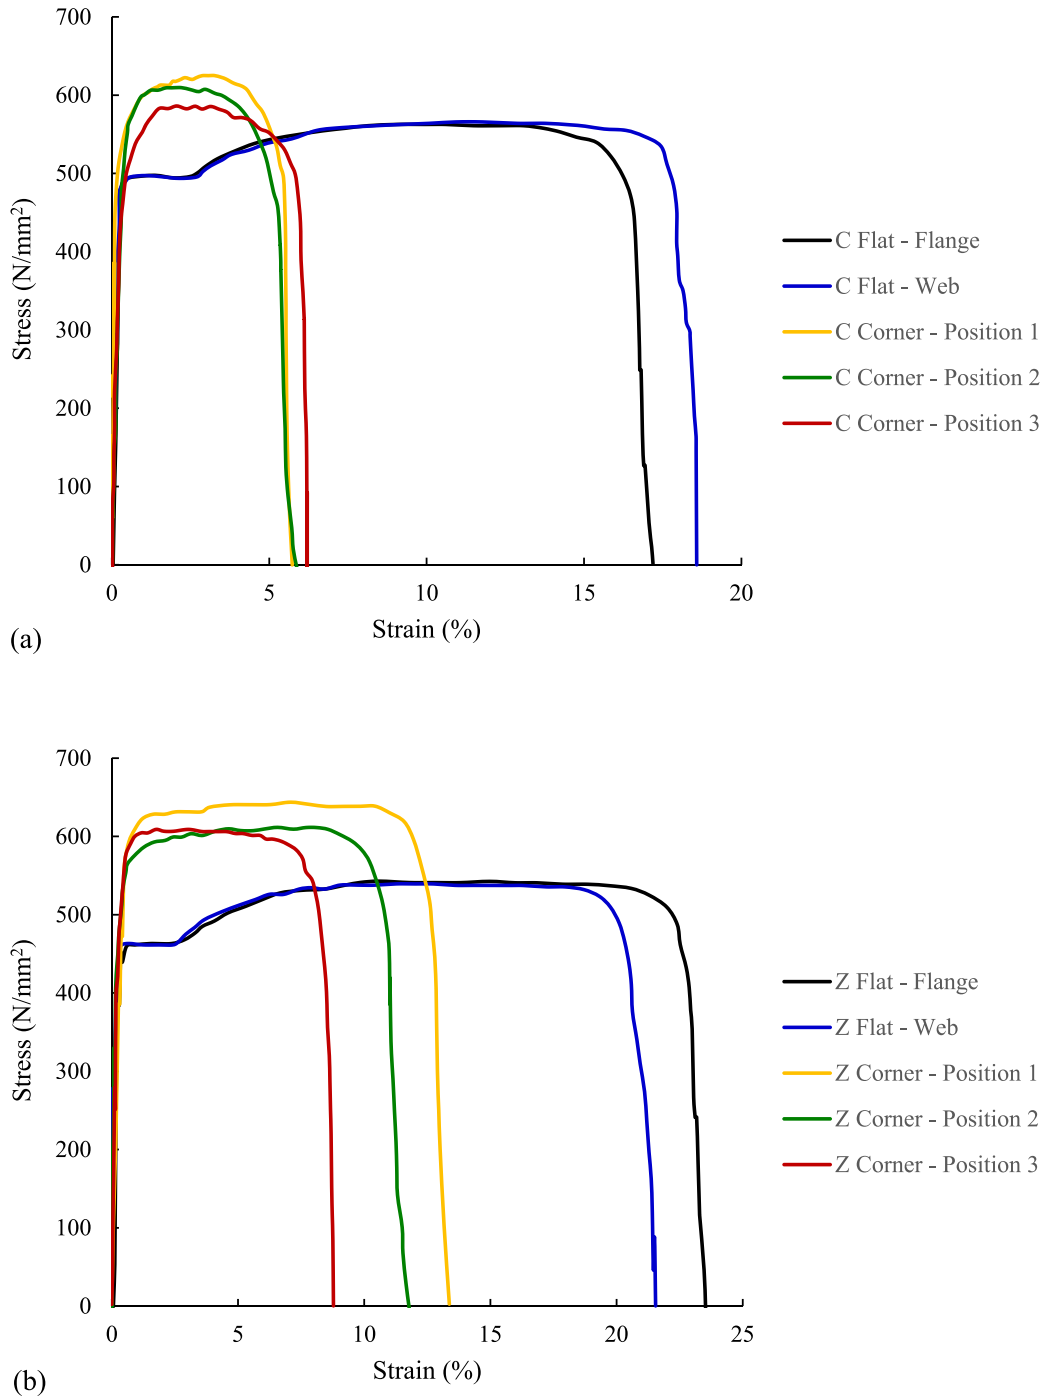 700
600
500
400
300
200
100
0
Stress (N/mm²)
0 5 10 15 20
Strain (%)
C Flat - Flange
C Flat - Web
C Corner - Position 1
C Corner - Position 2
C Corner - Position 3
(a)
700
600
500
400
300
200
100
0
Stress (N/mm²)
0 5 10 15 20 25
Strain (%)
Z Flat - Flange
Z Flat - Web
Z Corner - Position 1
Z Corner - Position 2
Z Corner - Position 3
(b)